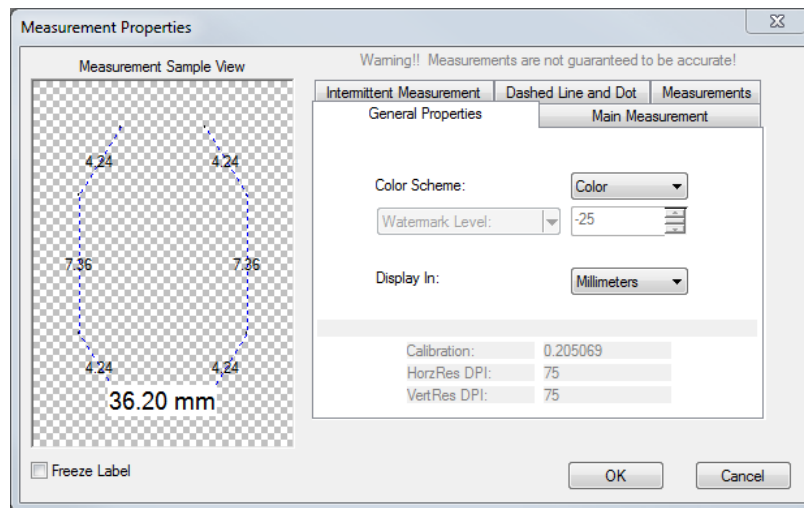 Measurement Properties
Measurement Sample View
Warning!! Measurements are not guaranteed to be accurate!
Intermittent Measurement
Dashed Line and Dot
Measurements
General Properties
Main Measurement
4.24
4.24
7.36
7.36
4.24
4.24
36.20 mm
Color Scheme:
Color
Watermark Level:
-25
Display In:
Millimeters
Calibration:
0.205069
HorzRes DPI:
75
VertRes DPI:
75
Freeze Label
OK
Cancel